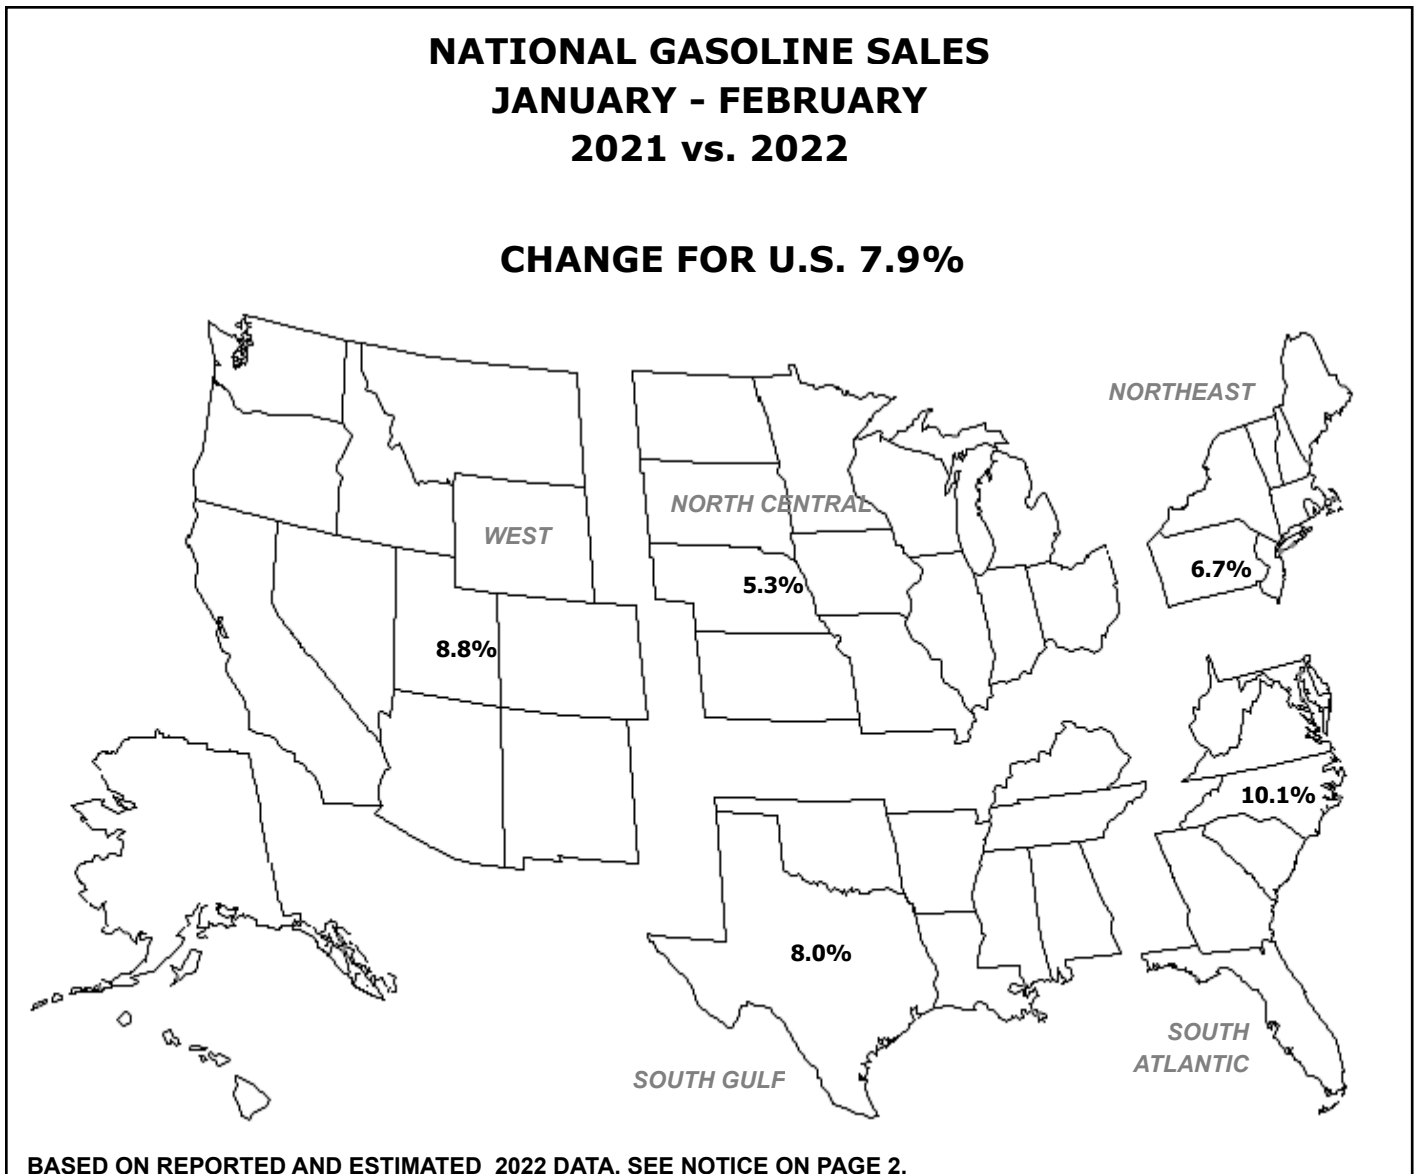 NATIONAL GASOLINE SALES
JANUARY - FEBRUARY
2021 vs. 2022
CHANGE FOR U.S. 7.9%
NORTHEAST
NORTH CENTRAL
WEST
6.7%
5.3%
8.8%
10.1%
8.0%
SOUTH
ATLANTIC
SOUTH GULF
BASED ON REPORTED AND ESTIMATED  2022 DATA. SEE NOTICE ON PAGE 2.